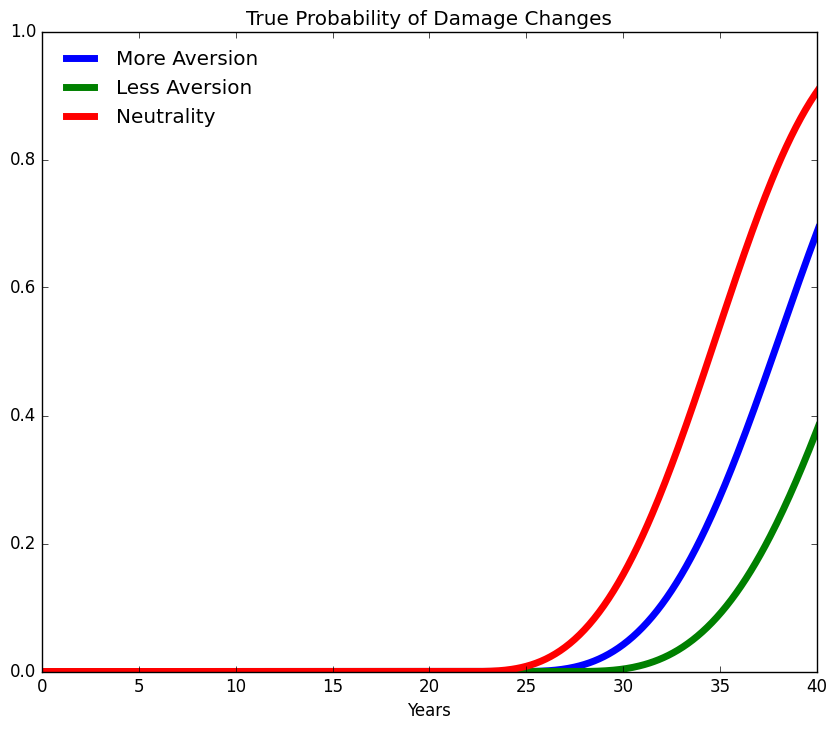 True Probability of Damage Changes
1.0
More Aversion
Less Aversion
Neutrality
0.8
0.6
0.4
0.2
0.0
0 5 10 15 20 25 30 35 40
Years